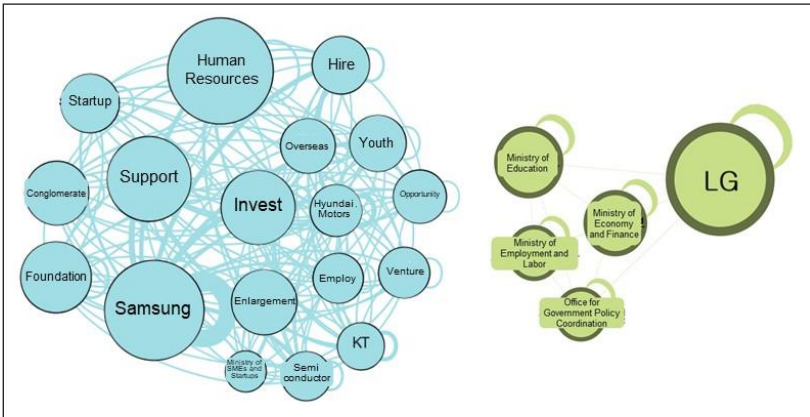 Human
Resources
Hire
Startup
Overseas
Youth
Support
Conglomerate
Invest
Hyundai.
Motors
Opportunity
Foundation
Samsung
Enlargement
Employ
Venture
KT
Ministry of
SMEs and
Startups
Semi
conductor
Ministry of
Education
LG
Ministry of
Economy
and Finance
Ministry of
Employment and
Labor
Office for
Government Policy
Coordination